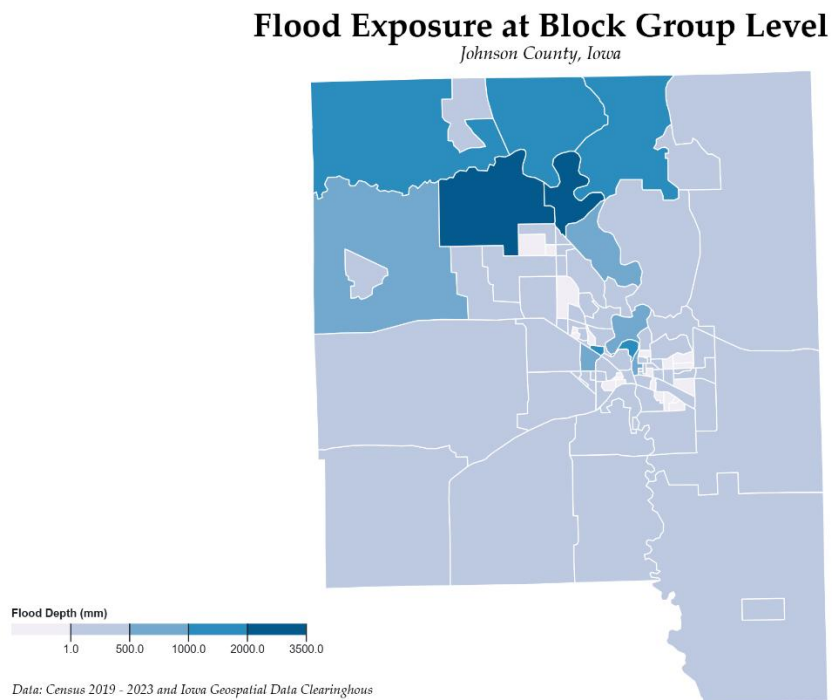 Flood Exposure at Block Group Level
Johnson County, Iowa
Flood Depth (mm)
1.0 500.0 1000.0 2000.0 3500.0
Data: Census 2019 - 2023 and Iowa Geospatial Data Clearinghous